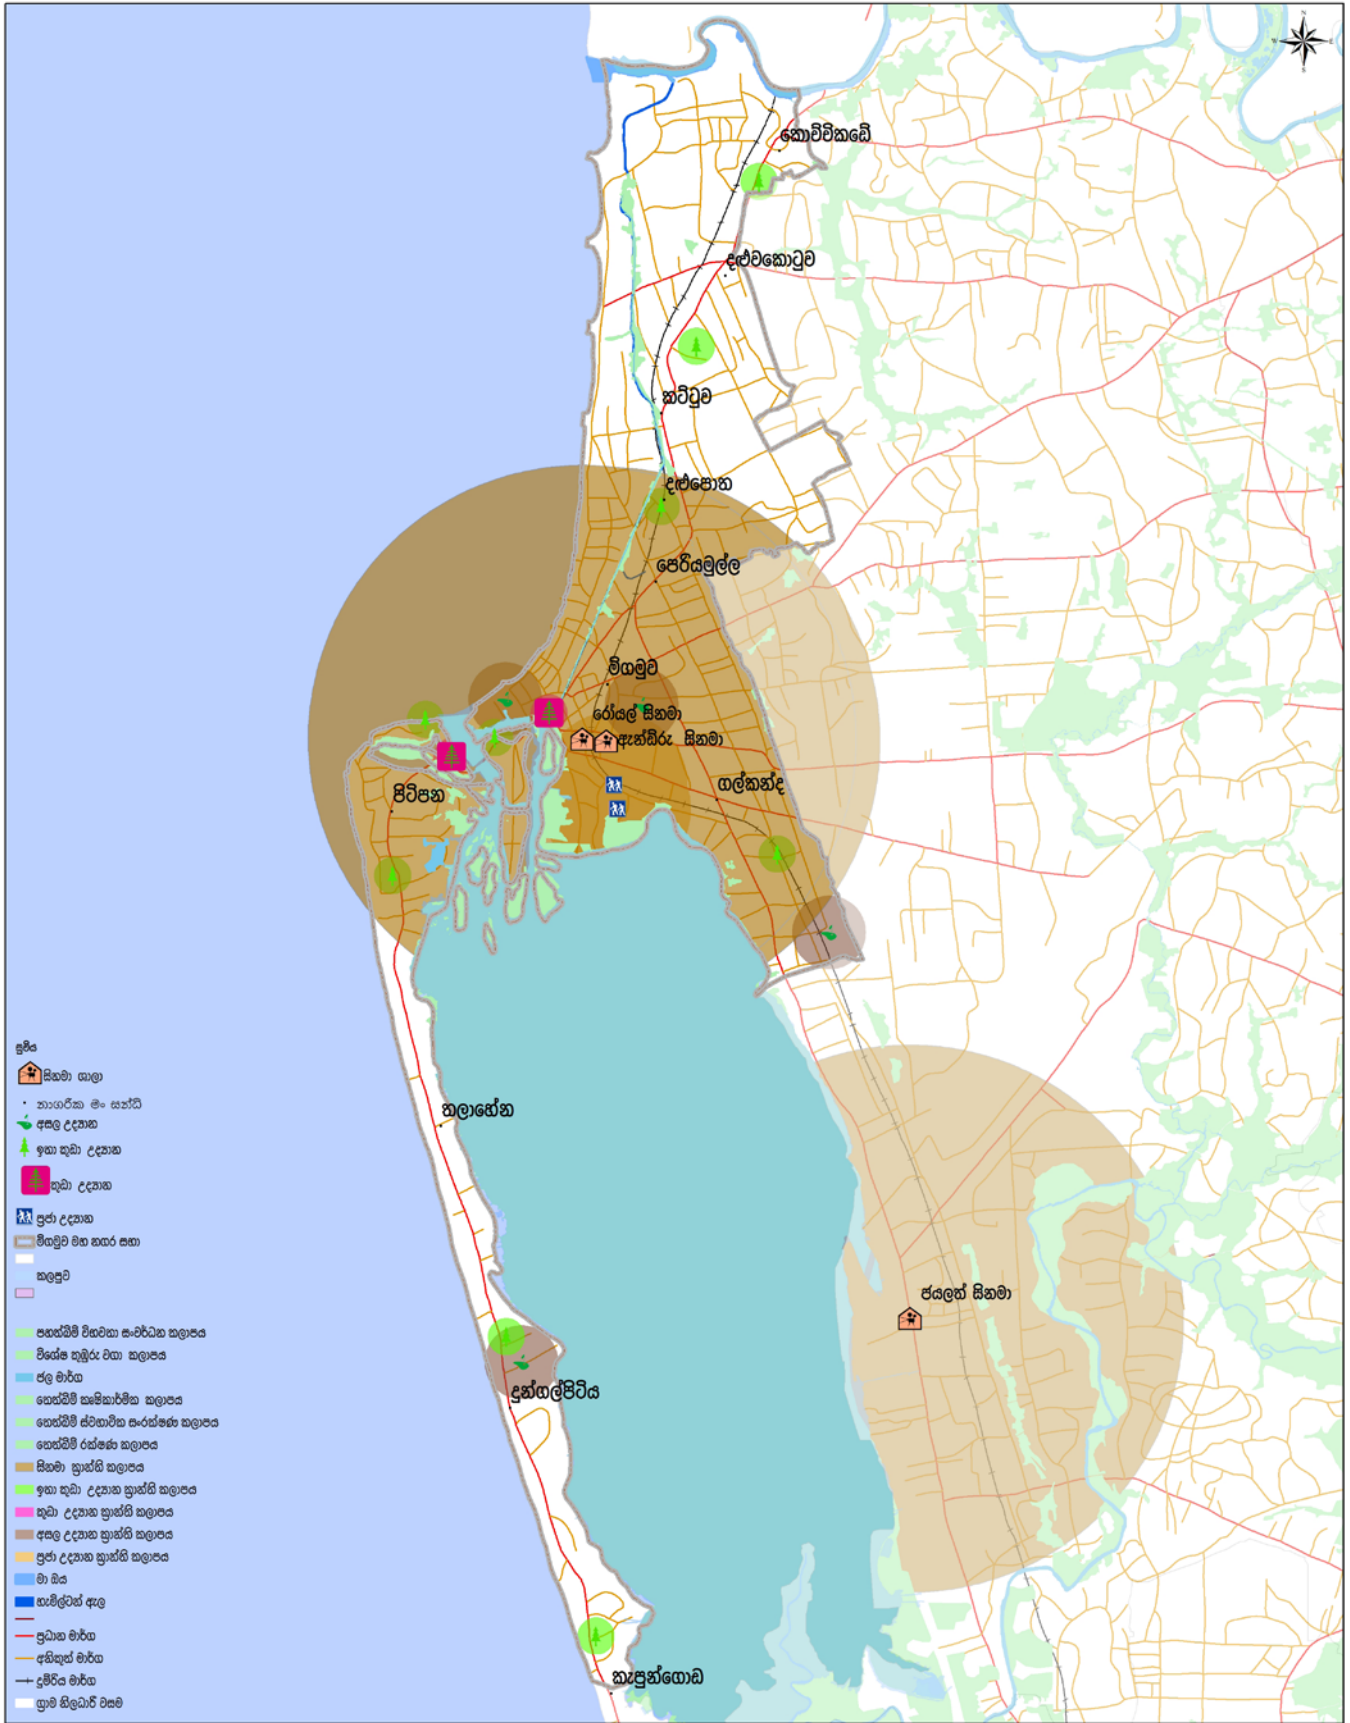 N
W E
S
කොච්චිකඩේ
දළුවකොටුව
කට්ටුව
දළුපොත
පෙරියමුල්ල
මීගමුව
රෝයල් සිනමා
ඇන්ඩ්රු සිනමා
ගල්කන්ද
පිටිපන
තලාහේන
ජයලත් සිනමා
දුන්ගල්පිටිය
කැපුන්ගොඩ
සුචිය
සිනමා ශාලා
නාගරික මං සන්ධි
අසල උද්‍යාන
ඉතා කුඩා උද්‍යාන
කුඩා උද්‍යාන
ප්‍රජා උද්‍යාන
මීගමුව මහ නගර සභා
කලපුව
පහත්බිම් විභවතා සංවර්ධන කලාපය
විශේෂ කුඹුරු වගා කලාපය
ජල මාර්ග
තෙත්බිම් කෘෂිකාර්මික කලාපය
තෙත්බිම් ස්වභාවික සංරක්ෂණ කලාපය
තෙත්බිම් රක්ෂණ කලාපය
සිනමා ක්‍රාන්ති කලාපය
ඉතා කුඩා උද්‍යාන ක්‍රාන්ති කලාපය
කුඩා උද්‍යාන ක්‍රාන්ති කලාපය
අසල උද්‍යාන ක්‍රාන්ති කලාපය
ප්‍රජා උද්‍යාන ක්‍රාන්ති කලාපය
මා ඔය
හැමිල්ටන් ඇල
ප්‍රධාන මාර්ග
අනිකුත් මාර්ග
දුම්රිය මාර්ග
ග්‍රාම නිලධාරී වසම